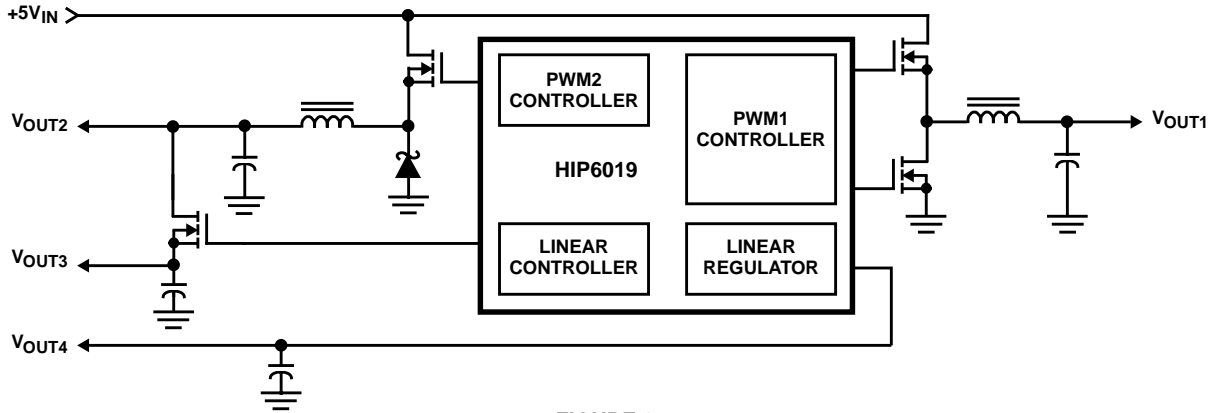 +5VIN
PWM2
CONTROLLER
PWM1
CONTROLLER
VOUT2
VOUT1
HIP6019
VOUT3
LINEAR
CONTROLLER
LINEAR
REGULATOR
VOUT4